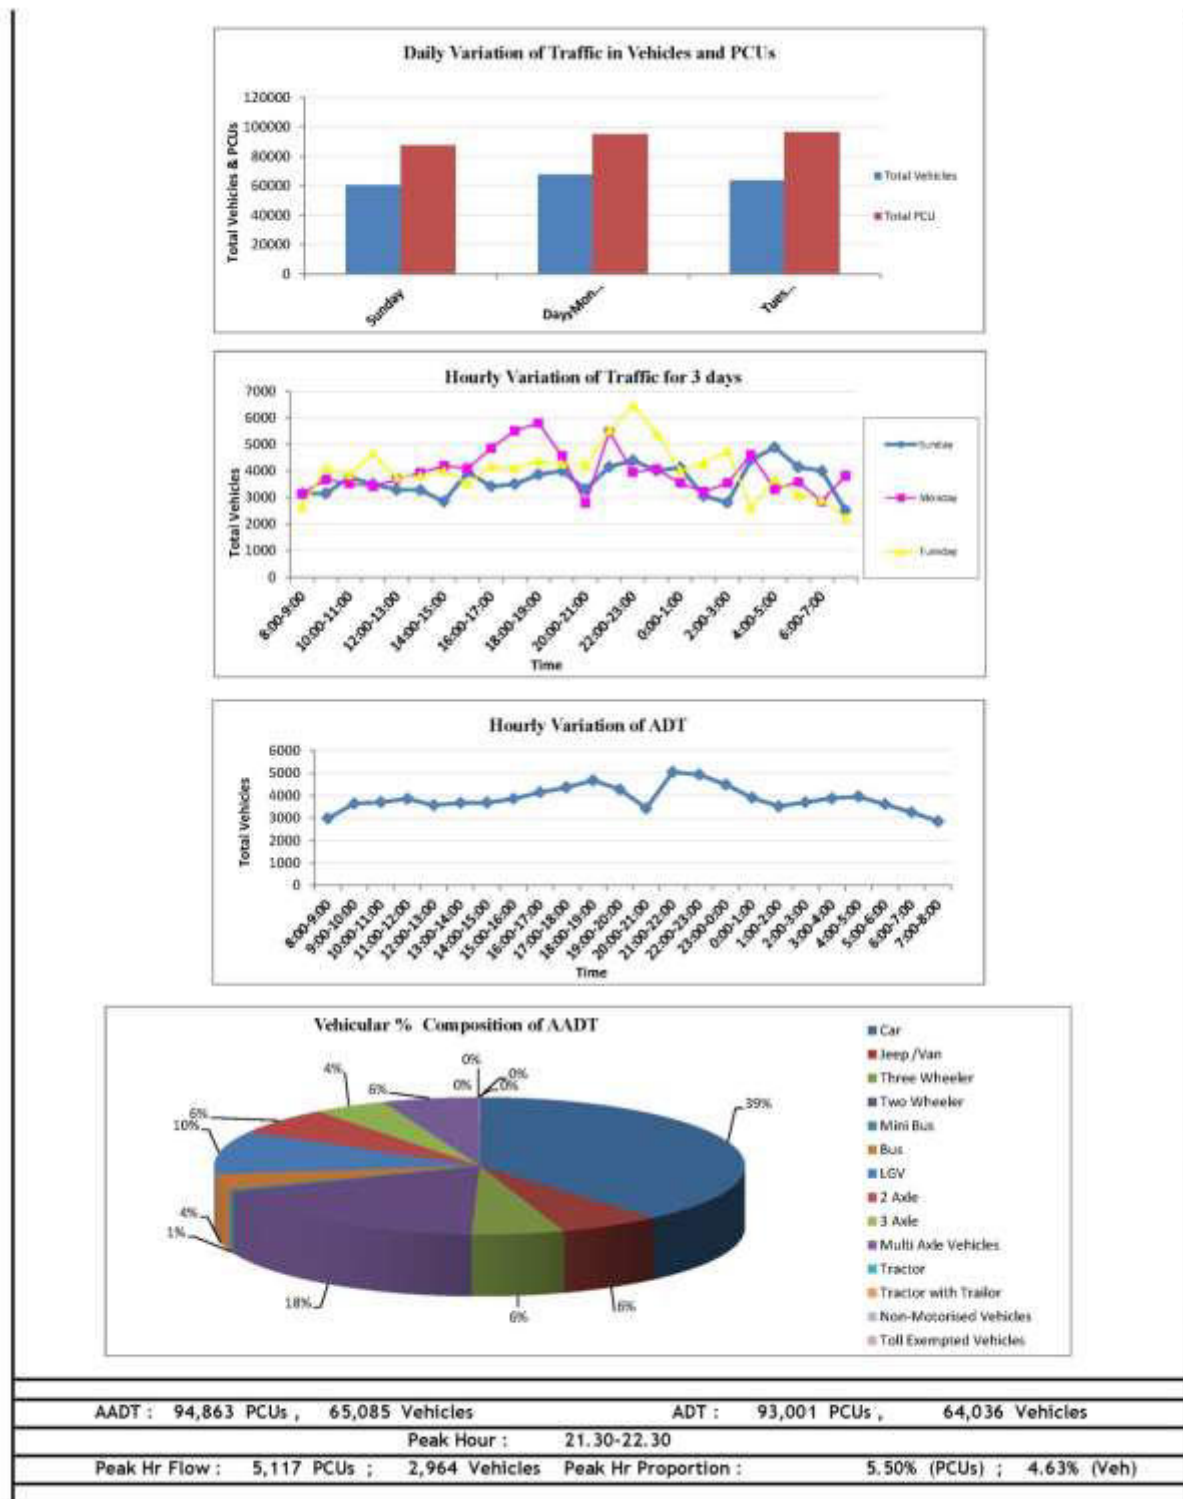 Daily Variation of Traffic in Vehicles and PCUs
Total Vehicles & PCUs
120000
100000
80000
60000
40000
20000
0
Sunday
DaysMon...
Tues...
Total Vehicles
Total PCU
Hourly Variation of Traffic for 3 days
Total Vehicles
7000
6000
5000
4000
3000
2000
1000
0
8:00-9:00
10:00-11:00
12:00-13:00
14:00-15:00
16:00-17:00
18:00-19:00
20:00-21:00
22:00-23:00
0:00-1:00
2:00-3:00
4:00-5:00
6:00-7:00
Time
Sunday
Monday
Tuesday
Hourly Variation of ADT
Total Vehicles
6000
5000
4000
3000
2000
1000
0
8:00-9:00
9:00-10:00
10:00-11:00
11:00-12:00
12:00-13:00
13:00-14:00
14:00-15:00
15:00-16:00
16:00-17:00
17:00-18:00
18:00-19:00
19:00-20:00
20:00-21:00
21:00-22:00
22:00-23:00
23:00-0:00
0:00-1:00
1:00-2:00
2:00-3:00
3:00-4:00
4:00-5:00
5:00-6:00
6:00-7:00
7:00-8:00
Time
Vehicular % Composition of AADT
0%
0%
0%
0%
4%
6%
39%
6%
10%
4%
1%
18%
6%
6%
Car
Jeep /Van
Three Wheeler
Two Wheeler
Mini Bus
Bus
LGV
2 Axle
3 Axle
Multi Axle Vehicles
Tractor
Tractor with Trailor
Non-Motorised Vehicles
Toll Exempted Vehicles
AADT : 94,863 PCUs , 65,085 Vehicles ADT : 93,001 PCUs , 64,036 Vehicles
Peak Hour : 21.30-22.30
Peak Hr Flow : 5,117 PCUs ; 2,964 Vehicles Peak Hr Proportion : 5.50% (PCUs) ; 4.63% (Veh)